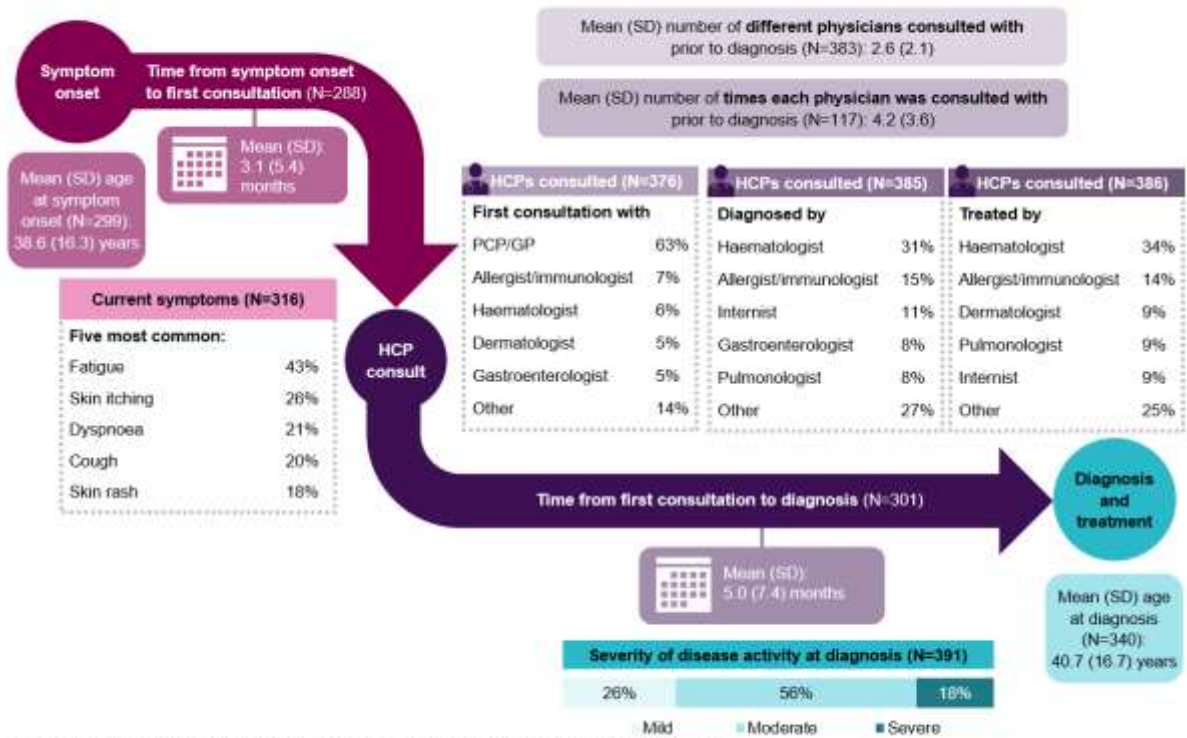 Symptom
onset
Time from symptom onset
to first consultation (N=288)
Mean (SD):
3.1 (5.4)
months
Mean (SD) age
at symptom
onset (N=299):
38.6 (16.3) years
Mean (SD) number of different physicians consulted with
prior to diagnosis (N=383): 2.6 (2.1)
Mean (SD) number of times each physician was consulted with
prior to diagnosis (N=117): 4.2 (3.6)
Current symptoms (N=316)
Five most common:
Fatigue 43%
Skin itching 26%
Dyspnoea 21%
Cough 20%
Skin rash 18%
HCP
consult
HCPs consulted (N=376)
First consultation with
PCP/GP 63%
Allergist/immunologist 7%
Haematologist 6%
Dermatologist 5%
Gastroenterologist 5%
Other 14%
HCPs consulted (N=385)
Diagnosed by
Haematologist 31%
Allergist/immunologist 15%
Internist 11%
Gastroenterologist 8%
Pulmonologist 8%
Other 27%
HCPs consulted (N=386)
Treated by
Haematologist 34%
Allergist/immunologist 14%
Dermatologist 9%
Pulmonologist 9%
Internist 9%
Other 25%
Time from first consultation to diagnosis (N=301)
Mean (SD):
5.0 (7.4) months
Diagnosis
and
treatment
Mean (SD) age
at diagnosis
(N=340):
40.7 (16.7) years
Severity of disease activity at diagnosis (N=391)
26% 56% 18%
Mild Moderate Severe